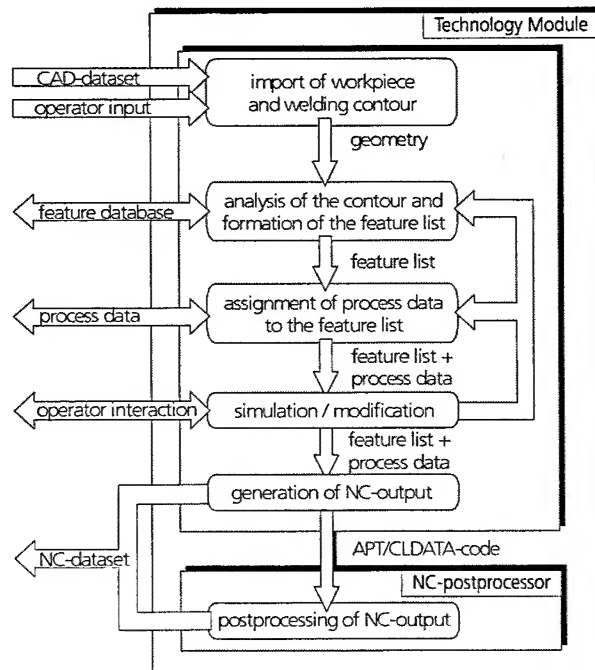 Technology Module
CAD-dataset
operator input
import of workpiece
and welding contour
geometry
feature database
analysis of the contour and
formation of the feature list
feature list
process data
assignment of process data
to the feature list
feature list +
process data
operator interaction
simulation / modification
feature list +
process data
generation of NC-output
NC-dataset
APT/CLDATA-code
NC-postprocessor
postprocessing of NC-output